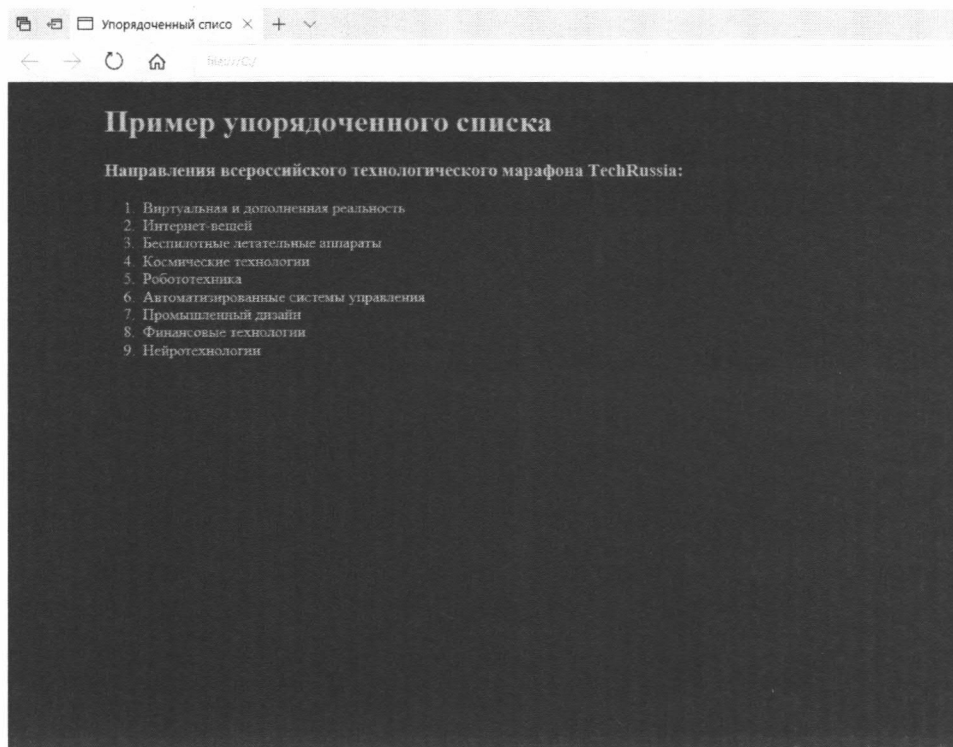 Упорядоченный списо
file:///C:/
Пример упорядоченного списка
Направления всероссийского технологического марафона TechRussia:
1. Виртуальная и дополненная реальность
2. Интернет-вещей
3. Беспилотные летательные аппараты
4. Космические технологии
5. Робототехника
6. Автоматизированные системы управления
7. Промышленный дизайн
8. Финансовые технологии
9. Нейротехнологии